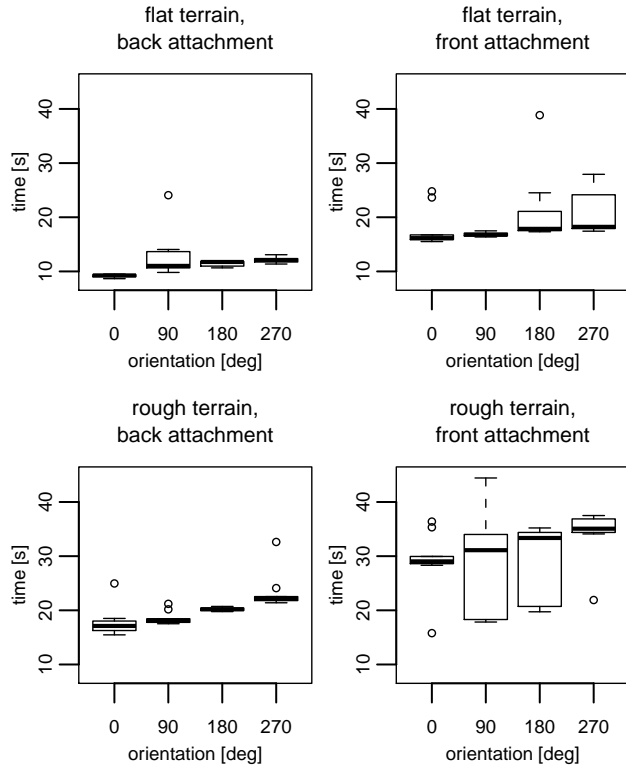 flat terrain,
back attachment
time [s]
40
30
20
10
0 90 180 270
orientation [deg]
flat terrain,
front attachment
time [s]
40
30
20
10
0 90 180 270
orientation [deg]
rough terrain,
back attachment
time [s]
40
30
20
10
0 90 180 270
orientation [deg]
rough terrain,
front attachment
time [s]
40
30
20
10
0 90 180 270
orientation [deg]